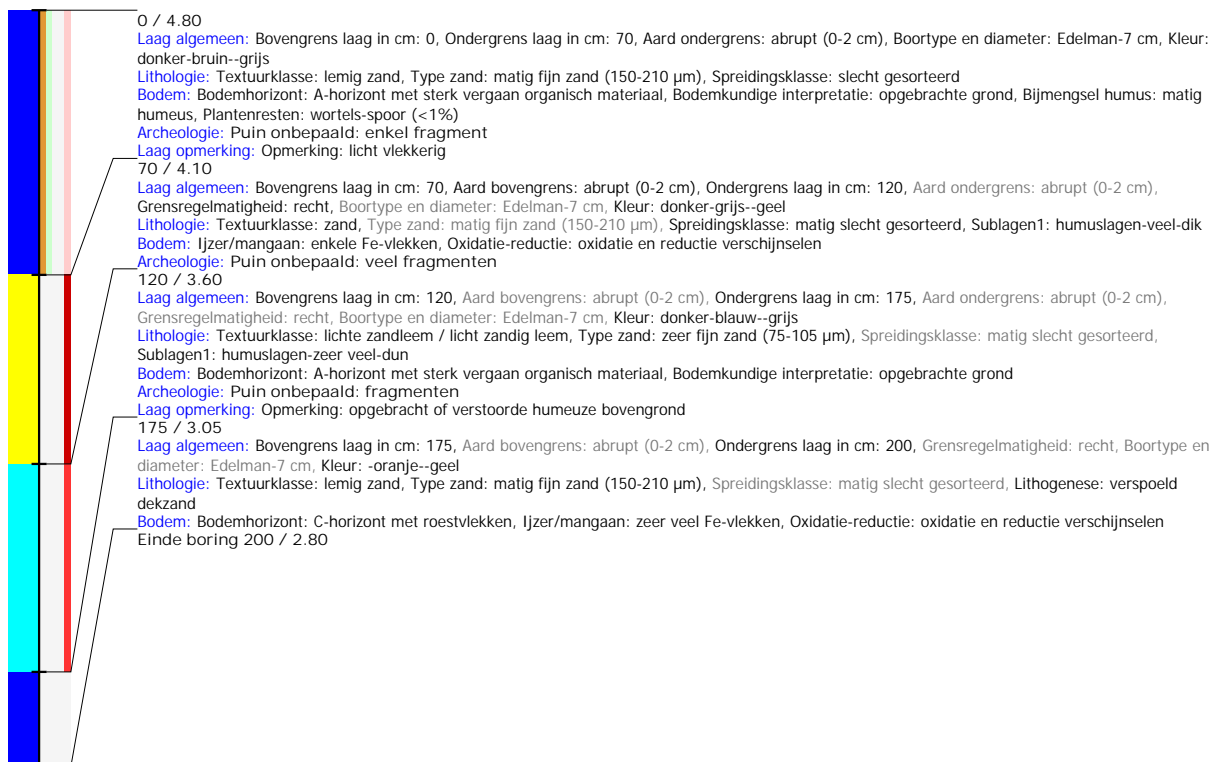 0 / 4.80
Laag algemeen: Bovengrens laag in cm: 0, Ondergrens laag in cm: 70, Aard ondergrens: abrupt (0-2 cm), Boortype en diameter: Edelman-7 cm, Kleur:
donker-bruin--grijs
Lithologie: Textuurklasse: lemig zand, Type zand: matig fijn zand (150-210 µm), Spreidingsklasse: slecht gesorteerd
Bodem: Bodemhorizont: A-horizont met sterk vergaan organisch materiaal, Bodemkundige interpretatie: opgebrachte grond, Bijmengsel humus: matig
humeus, Plantenresten: wortels-spoor (<1%)
Archeologie: Puin onbepaald: enkel fragment
Laag opmerking: Opmerking: licht vlekkerig
70 / 4.10
Laag algemeen: Bovengrens laag in cm: 70, Aard bovengrens: abrupt (0-2 cm), Ondergrens laag in cm: 120, Aard ondergrens: abrupt (0-2 cm),
Grensregelmatigheid: recht, Boortype en diameter: Edelman-7 cm, Kleur: donker-grijs--geel
Lithologie: Textuurklasse: zand, Type zand: matig fijn zand (150-210 µm), Spreidingsklasse: matig slecht gesorteerd, Sublagen1: humuslagen-veel-dik
Bodem: Ijzer/mangaan: enkele Fe-vlekken, Oxidatie-reductie: oxidatie en reductie verschijnselen
Archeologie: Puin onbepaald: veel fragmenten
120 / 3.60
Laag algemeen: Bovengrens laag in cm: 120, Aard bovengrens: abrupt (0-2 cm), Ondergrens laag in cm: 175, Aard ondergrens: abrupt (0-2 cm),
Grensregelmatigheid: recht, Boortype en diameter: Edelman-7 cm, Kleur: donker-blauw--grijs
Lithologie: Textuurklasse: lichte zandleem / licht zandig leem, Type zand: zeer fijn zand (75-105 µm), Spreidingsklasse: matig slecht gesorteerd,
Sublagen1: humuslagen-zeer veel-dun
Bodem: Bodemhorizont: A-horizont met sterk vergaan organisch materiaal, Bodemkundige interpretatie: opgebrachte grond
Archeologie: Puin onbepaald: fragmenten
Laag opmerking: Opmerking: opgebracht of verstoorde humeuze bovengrond
175 / 3.05
Laag algemeen: Bovengrens laag in cm: 175, Aard bovengrens: abrupt (0-2 cm), Ondergrens laag in cm: 200, Grensregelmatigheid: recht, Boortype en
diameter: Edelman-7 cm, Kleur: -oranje--geel
Lithologie: Textuurklasse: lemig zand, Type zand: matig fijn zand (150-210 µm), Spreidingsklasse: matig slecht gesorteerd, Lithogenese: verspoeld
dekzand
Bodem: Bodemhorizont: C-horizont met roestvlekken, Ijzer/mangaan: zeer veel Fe-vlekken, Oxidatie-reductie: oxidatie en reductie verschijnselen
Einde boring 200 / 2.80